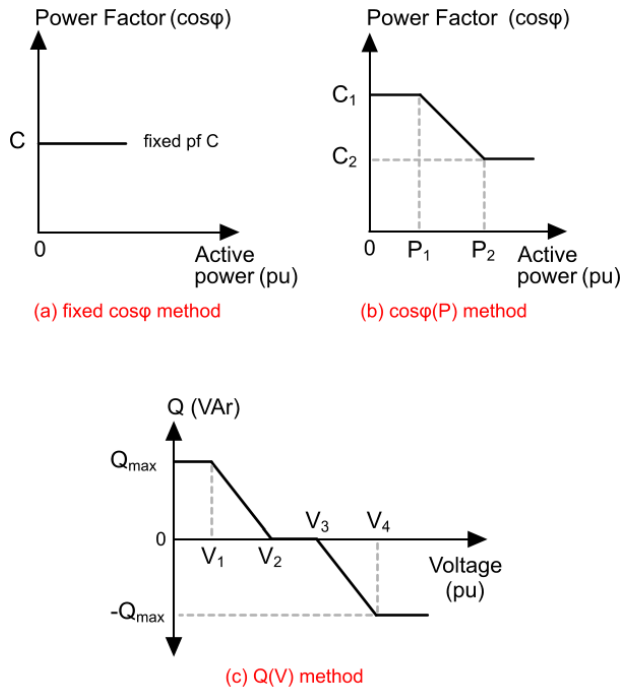 Power Factor (cosφ)
C
fixed pf C
0
Active
power (pu)
(a) fixed cosφ method
Power Factor (cosφ)
C1
C2
0
P1
P2
Active
power (pu)
(b) cosφ(P) method
Q (VAr)
Qmax
0
V1
V2
V3
V4
Voltage
(pu)
-Qmax
(c) Q(V) method